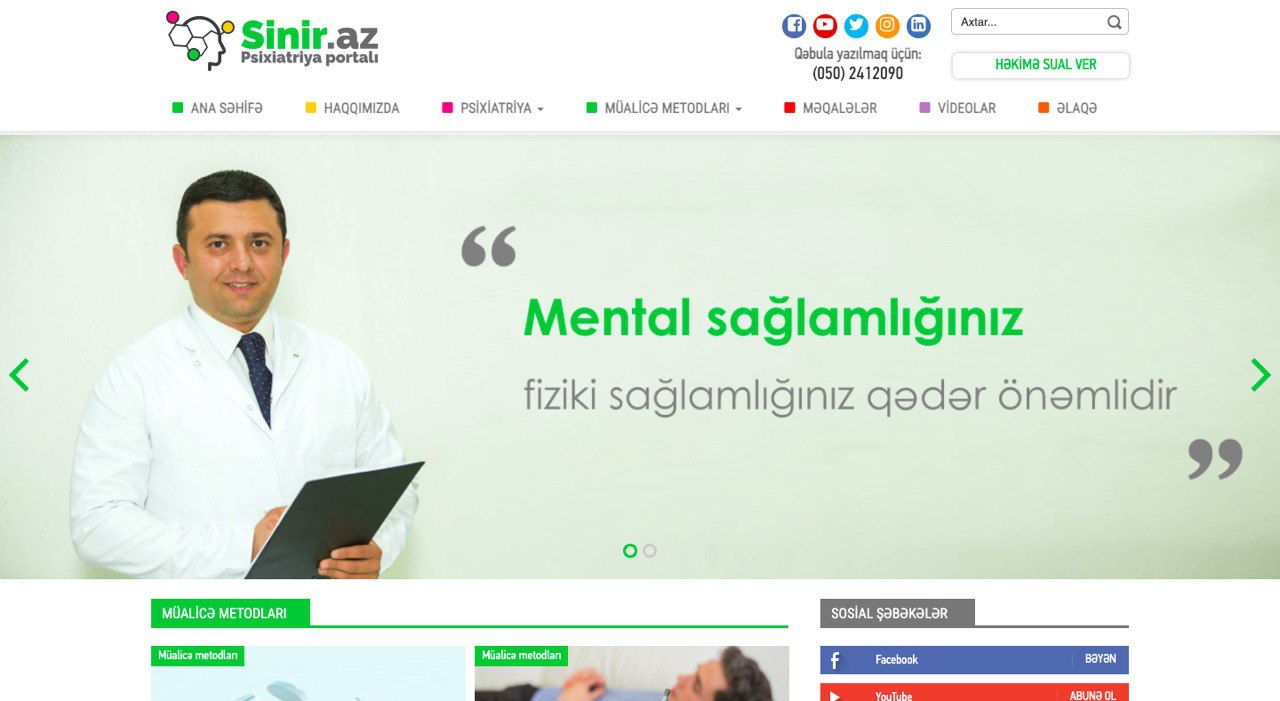 Sinir.az
Psixiatriya portalı
Qəbula yazılmaq üçün:
(050) 2412090
Axtar...
HƏKİMƏ SUAL VER
ANA SƏHİFƏ
HAQQIMIZDA
PSİXİATRİYA
MÜALİCƏ METODLARI
MƏQALƏLƏR
VİDEOLAR
ƏLAQƏ
“
Mental sağlamlığınız
fiziki sağlamlığınız qədər önəmlidir
”
MÜALİCƏ METODLARI
Müalicə metodları
Müalicə metodları
SOSİAL ŞƏBƏKƏLƏR
Facebook BƏYƏN
YouTube ABUNƏ OL